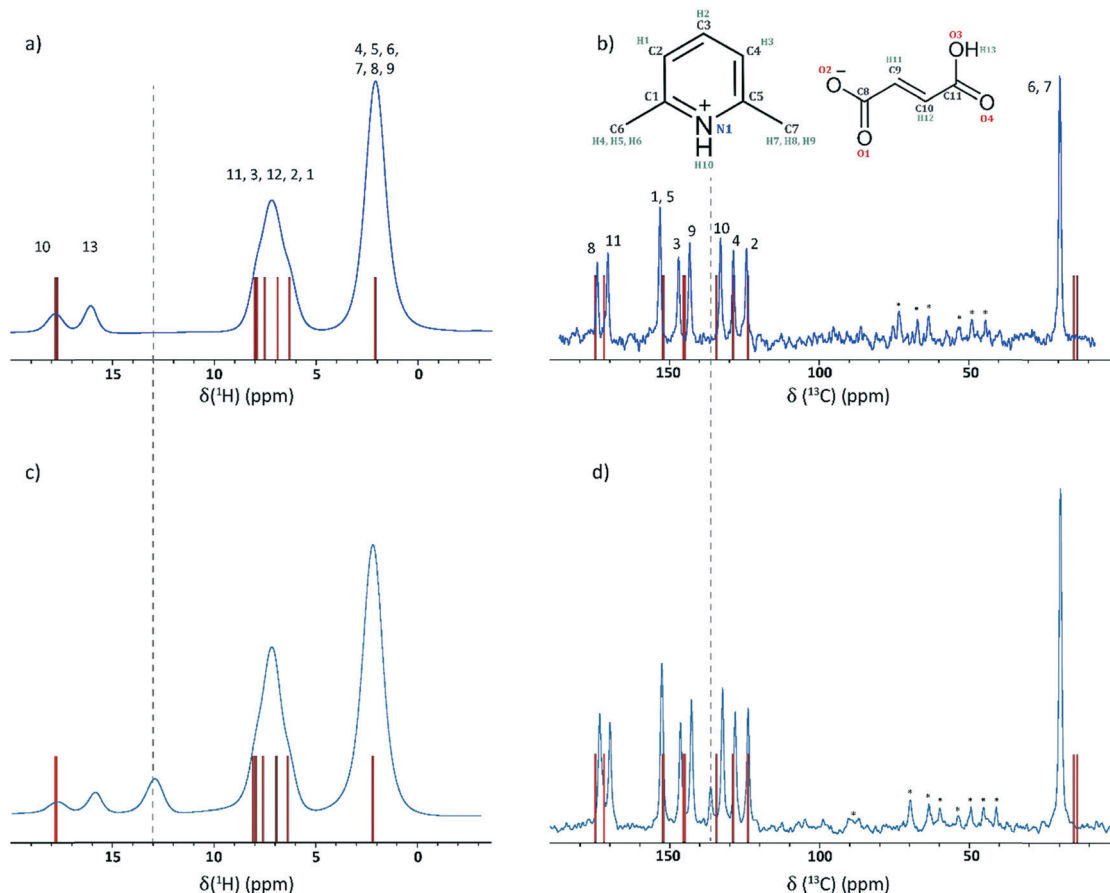 a)
4, 5, 6,
7, 8, 9
11, 3, 12, 2, 1
10
13
15
10
5
0
δ(¹H) (ppm)
b)
H2
C3
H1
H3
C2
C4
C1
C5
+
N1
H
H10
C6
C7
H4, H5, H6
H7, H8, H9
O3
OH
H13
H11
O2
−
C9
O
C8
C10
C11
H12
O
O4
O
O1
6, 7
1, 5
8
11
3
9
10
4
2
* * * * * *
150
100
50
δ (¹³C) (ppm)
c)
15
10
5
0
δ(¹H) (ppm)
d)
* * * * * * * *
150
100
50
0
δ (¹³C) (ppm)